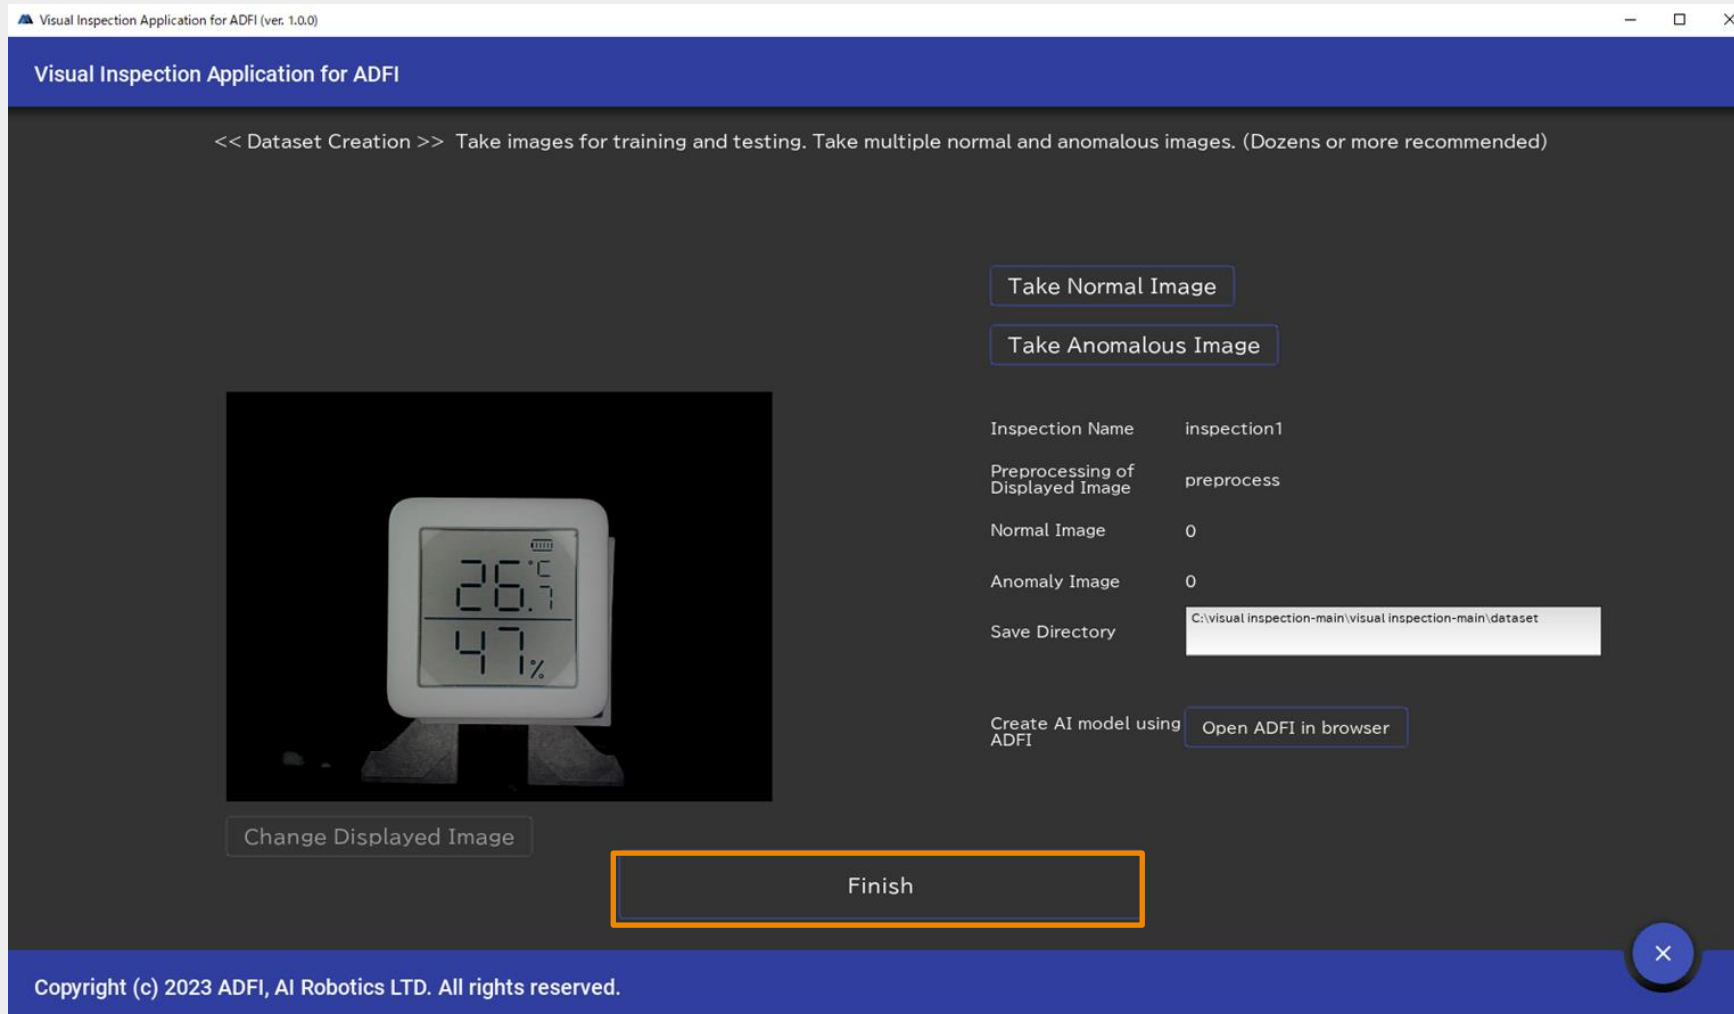 Visual Inspection Application for ADFI (ver. 1.0.0)
Visual Inspection Application for ADFI
<< Dataset Creation >> Take images for training and testing. Take multiple normal and anomalous images. (Dozens or more recommended)
Take Normal Image
Take Anomalous Image
Inspection Name inspection1
Preprocessing of
Displayed Image preprocess
Normal Image 0
Anomaly Image 0
Save Directory C:\visual inspection-main\visual inspection-main\dataset
26.7 °C
47%
Create AI model using
ADFI
Open ADFI in browser
Change Displayed Image
Finish
Copyright (c) 2023 ADFI, AI Robotics LTD. All rights reserved.